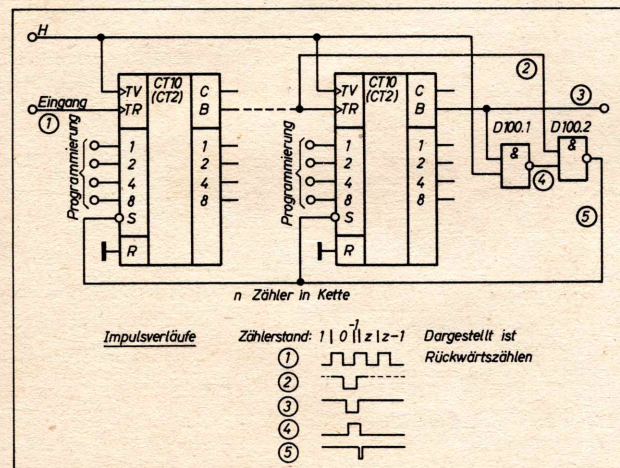 H
CT10
(CT2)
TV
TR
C
B
Eingang
①
Programmierung
1
2
4
8
S
R
1
2
4
8
CT10
(CT2)
TV
TR
C
B
Programmierung
1
2
4
8
S
R
1
2
4
8
②
③
D100.1
D100.2
&
&
④
⑤
n Zähler in Kette
Impulsverläufe
Zählerstand: 1 | 0 | -1 | z | z-1
Dargestellt ist
Rückwärtszählen
①
②
③
④
⑤